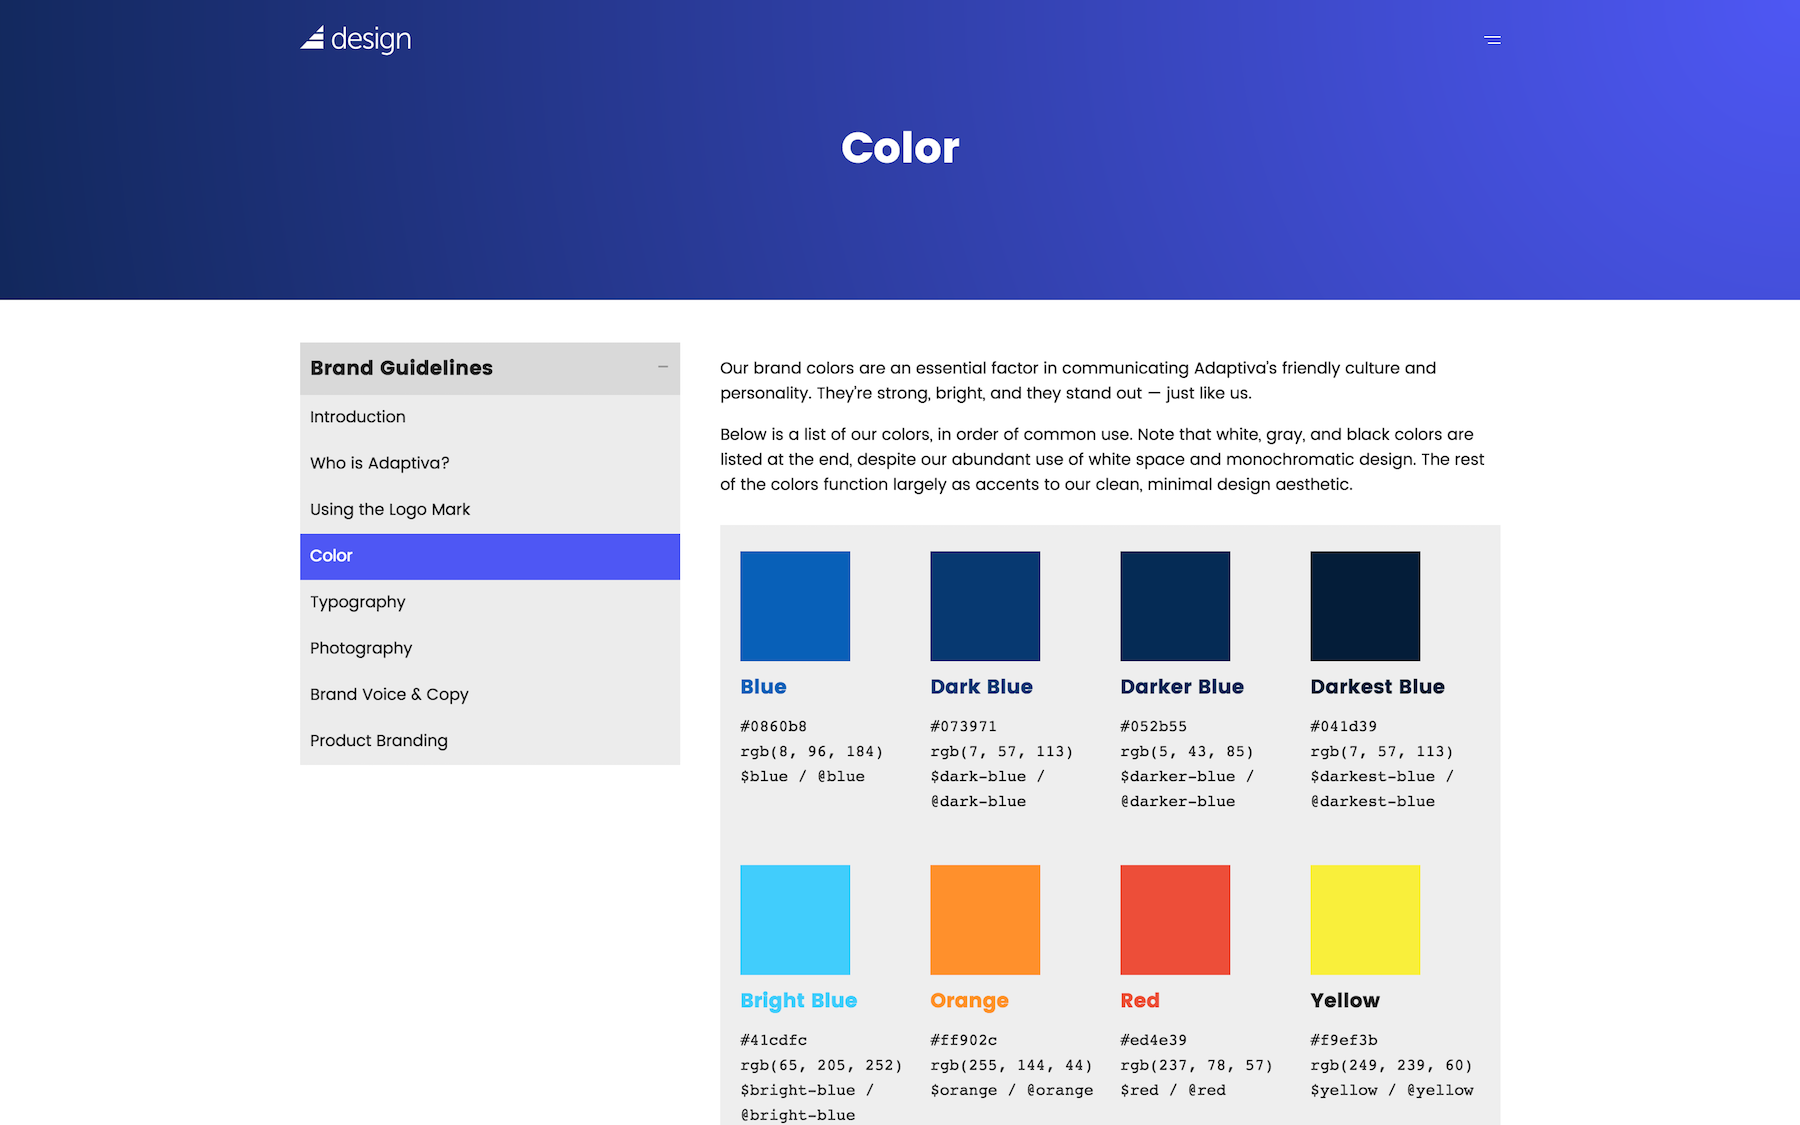 design
Color
Brand Guidelines
Introduction
Who is Adaptiva?
Using the Logo Mark
Color
Typography
Photography
Brand Voice & Copy
Product Branding
Our brand colors are an essential factor in communicating Adaptiva's friendly culture and
personality. They're strong, bright, and they stand out — just like us.
Below is a list of our colors, in order of common use. Note that white, gray, and black colors are
listed at the end, despite our abundant use of white space and monochromatic design. The rest
of the colors function largely as accents to our clean, minimal design aesthetic.
Blue
#0860b8
rgb(8, 96, 184)
$blue / @blue
Dark Blue
#073971
rgb(7, 57, 113)
$dark-blue /
@dark-blue
Darker Blue
#052b55
rgb(5, 43, 85)
$darker-blue /
@darker-blue
Darkest Blue
#041d39
rgb(7, 57, 113)
$darkest-blue /
@darkest-blue
Bright Blue
#41cdfc
rgb(65, 205, 252)
$bright-blue /
@bright-blue
Orange
#ff902c
rgb(255, 144, 44)
$orange / @orange
Red
#ed4e39
rgb(237, 78, 57)
$red / @red
Yellow
#f9ef3b
rgb(249, 239, 60)
$yellow / @yellow